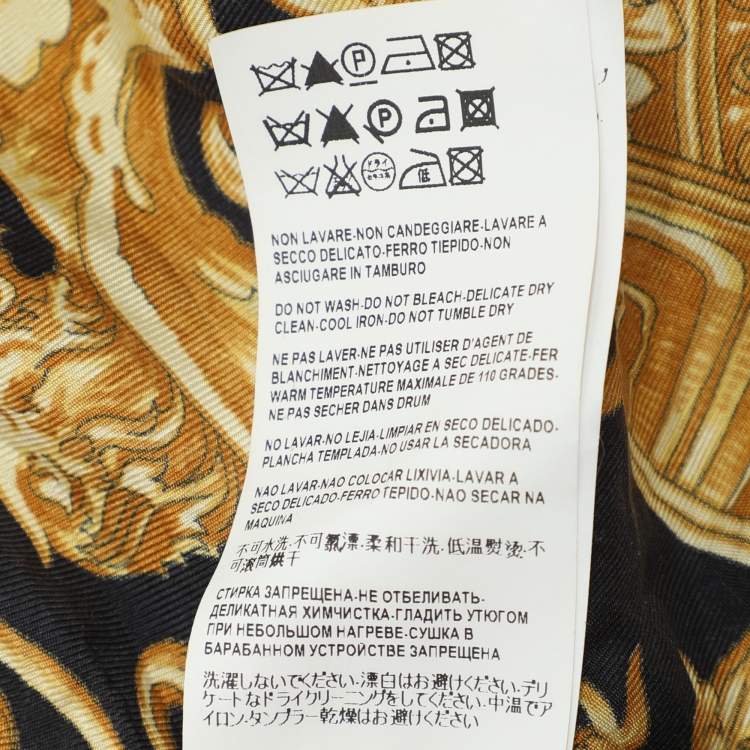 P
P
ドライ
セキユ系
低
NON LAVARE-NON CANDEGGIARE-LAVARE A
SECCO DELICATO-FERRO TIEPIDO-NON
ASCIUGARE IN TAMBURO
DO NOT WASH-DO NOT BLEACH-DELICATE DRY
CLEAN-COOL IRON-DO NOT TUMBLE DRY
NE PAS LAVER-NE PAS UTILISER D'AGENT DE
BLANCHIMENT-NETTOYAGE A SEC DELICATE-FER
WARM TEMPERATURE MAXIMALE DE 110 GRADES-
NE PAS SECHER DANS DRUM
NO LAVAR-NO LEJIA-LIMPIAR EN SECO DELICADO-
PLANCHA TEMPLADA-NO USAR LA SECADORA
NAO LAVAR-NAO COLOCAR LIXIVIA-LAVAR A
SECO DELICADO-FERRO TEPIDO-NAO SECAR NA
MAQUINA
不可水洗-不可氯漂-柔和干洗-低温熨烫-不
可滚筒烘干
СТИРКА ЗАПРЕЩЕНА-НЕ ОТБЕЛИВАТЬ-
ДЕЛИКАТНАЯ ХИМЧИСТКА-ГЛАДИТЬ УТЮГОМ
ПРИ НЕБОЛЬШОМ НАГРЕВЕ-СУШКА В
БАРАБАННОМ УСТРОЙСТВЕ ЗАПРЕЩЕНА
洗濯しないでください-漂白はお避けください-デリ
ケートなドライクリーニングをしてください-中温でア
イロン-タンブラー乾燥はお避けください